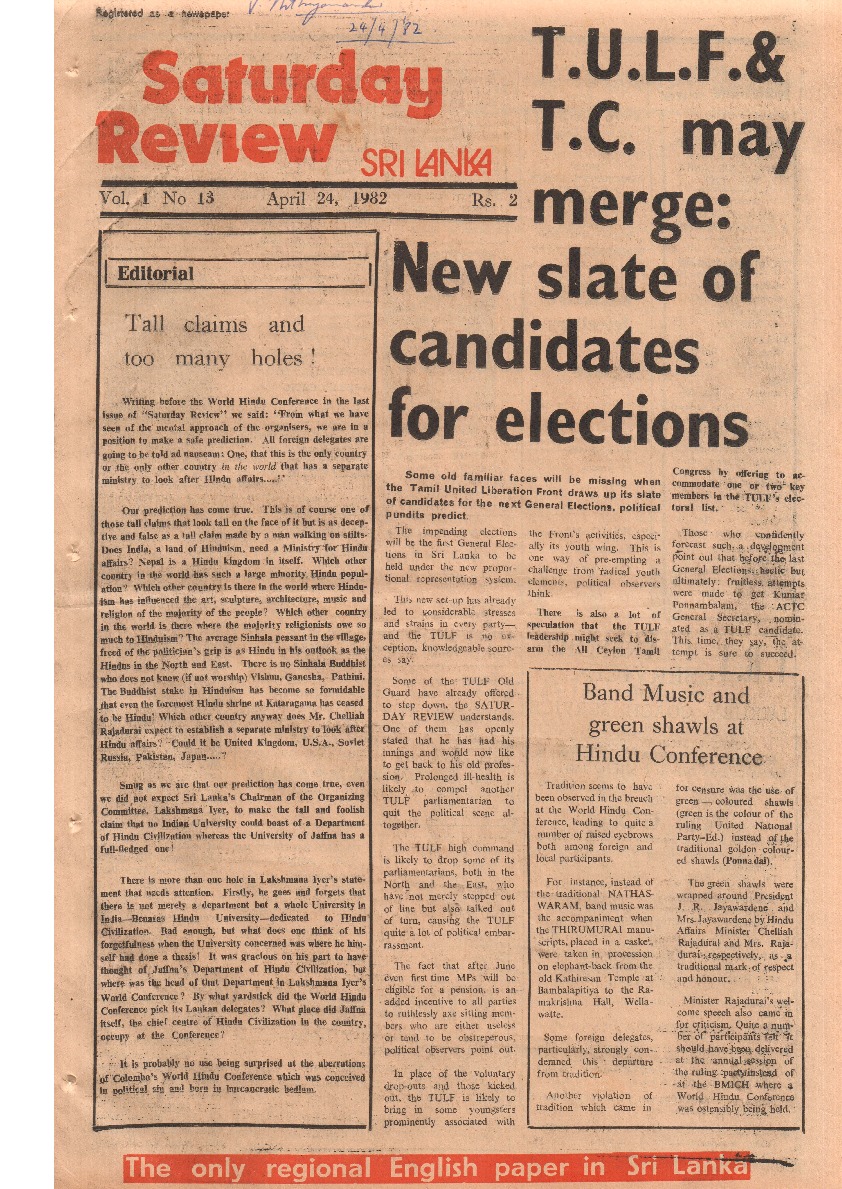 Registered as a newspaper
24/4/82
Saturday
Review SRI LANKA
Vol. 1 No 13 April 24, 1982 Rs. 2
T.U.L.F.&
T.C. may
merge:
New slate of
candidates
for elections
Editorial
Tall claims and
too many holes !
Writing before the World Hindu Conference in the last
issue of "Saturday Review" we said: "From what we have
seen of the mental approach of the organisers, we are in a
position to make a safe prediction. All foreign delegates are
going to be told ad nauseam: One, that this is the only country
or the only other country in the world that has a separate
ministry to look after Hindu affairs.....!"
Our prediction has come true. This is of course one of
those tall claims that look tall on the face of it but is as decep-
tive and false as a tall claim made by a man walking on stilts.
Does India, a land of Hinduism, need a Ministry for Hindu
affairs? Nepal is a Hindu kingdom in itself. Which other
country in the world has such a large minority Hindu popul-
ation? Which other country is there in the world where Hindu-
ism has influenced the art, sculpture, architecture, music and
religion of the majority of the people? Which other country
in the world is there where the majority religionists owe so
much to Hinduism? The average Sinhala peasant in the village,
freed of the politician's grip is as Hindu in his outlook as the
Hindus in the North and East. There is no Sinhala Buddhist
who does not know (if not worship) Vishnu, Ganesha, Pathini.
The Buddhist stake in Hinduism has become so formidable
that even the foremost Hindu shrine at Kataragama has ceased
to be Hindu! Which other country anyway does Mr. Chelliah
Rajadurai expect to establish a separate ministry to look after
Hindu affairs? Could it be United Kingdom, U.S.A., Soviet
Russia, Pakistan, Japan.....?
Smug as we are that our prediction has come true, even
we did not expect Sri Lanka's Chairman of the Organizing
Committee, Lakshmana Iyer, to make the tall and foolish
claim that no Indian University could boast of a Department
of Hindu Civilization whereas the University of Jaffna has a
full-fledged one!
There is more than one hole in Lakshmana Iyer's state-
ment that needs attention. Firstly, he goes and forgets that
there is not merely a department but a whole University in
India—Benares Hindu University—dedicated to Hindu
Civilization. Bad enough, but what does one think of his
forgetfulness when the University concerned was where he him-
self had done a thesis! It was gracious on his part to have
thought of Jaffna's Department of Hindu Civilization, but
where was the head of that Department in Lakshmana Iyer's
World Conference? By what yardstick did the World Hindu
Conference pick its Lankan delegates? What place did Jaffna
itself, the chief centre of Hindu Civilization in the country,
occupy at the Conference?
It is probably no use being surprised at the aberrations
of Colombo's World Hindu Conference which was conceived
in political sin and born in bureaucratic bedlam.
Some old familiar faces will be missing when
the Tamil United Liberation Front draws up its slate
of candidates for the next General Elections, political
pundits predict.
The impending elections
will be the first General Elec-
tions in Sri Lanka to be
held under the new propor-
tional representation system.
This new set-up has already
led to considerable stresses
and strains in every party—
and the TULF is no ex-
ception, knowledgeable sourc-
es say.
Some of the TULF Old
Guard have already offered
to step down, the SATUR-
DAY REVIEW understands.
One of them has openly
stated that he has had his
innings and would now like
to get back to his old profes-
sion. Prolonged ill-health is
likely to compel another
TULF parliamentarian to
quit the political scene al-
together.
The TULF high command
is likely to drop some of its
parliamentarians, both in the
North and the East, who
have not merely stepped out
of line but also talked out
of turn, causing the TULF
quite a lot of political embar-
rassment.
The fact that after June
even first time MPs will be
eligible for a pension, is an
added incentive to all parties
to ruthlessly axe sitting mem-
bers who are either useless
or tend to be obstreperous,
political observers point out.
In place of the voluntary
drop-outs and those kicked
out, the TULF is likely to
bring in some youngsters
prominently associated with
the Front's activities, especi-
ally its youth wing. This is
one way of pre-empting a
challenge from radical youth
elements, political observers
think.
There is also a lot of
speculation that the TULF
leadership might seek to dis-
arm the All Ceylon Tamil
Congress by offering to ac-
commodate one or two key
members in the TULF's elec-
toral list.
Those who confidently
forecast such a development
point out that before the last
General Elections hectic but
ultimately fruitless attempts
were made to get Kumar
Ponnambalam, the ACTC
General Secretary, nomin-
ated as a TULF candidate.
This time, they say, the at-
tempt is sure to succeed.
Band Music and
green shawls at
Hindu Conference
Tradition seems to have
been observed in the breach
at the World Hindu Con-
ference, leading to quite a
number of raised eyebrows
both among foreign and
local participants.
For instance, instead of
the traditional NATHAS-
WARAM, band music was
the accompaniment when
the THIRUMURAI manu-
scripts, placed in a casket,
were taken in procession
on elephant-back from the
old Kathiresan Temple at
Bambalapitiya to the Ra-
makrishna Hall, Wella-
watte.
Some foreign delegates,
particularly, strongly con-
demned this departure
from tradition.
Another violation of
tradition which came in
for censure was the use of
green — coloured shawls
(green is the colour of the
ruling United National
Party-Ed.) instead of the
traditional golden colour-
ed shawls (Ponnadai).
The green shawls were
wrapped around President
J. R. Jayawardene and
Mrs. Jayawardene by Hindu
Affairs Minister Chelliah
Rajadurai and Mrs. Raja-
durai respectively, as a
traditional mark of respect
and honour.
Minister Rajadurai's wel-
come speech also came in
for criticism. Quite a num-
ber of participants felt it
should have been delivered
at the annual session of
the ruling party instead of
at the BMICH where a
World Hindu Conference
was ostensibly being held.
The only regional English paper in Sri Lanka